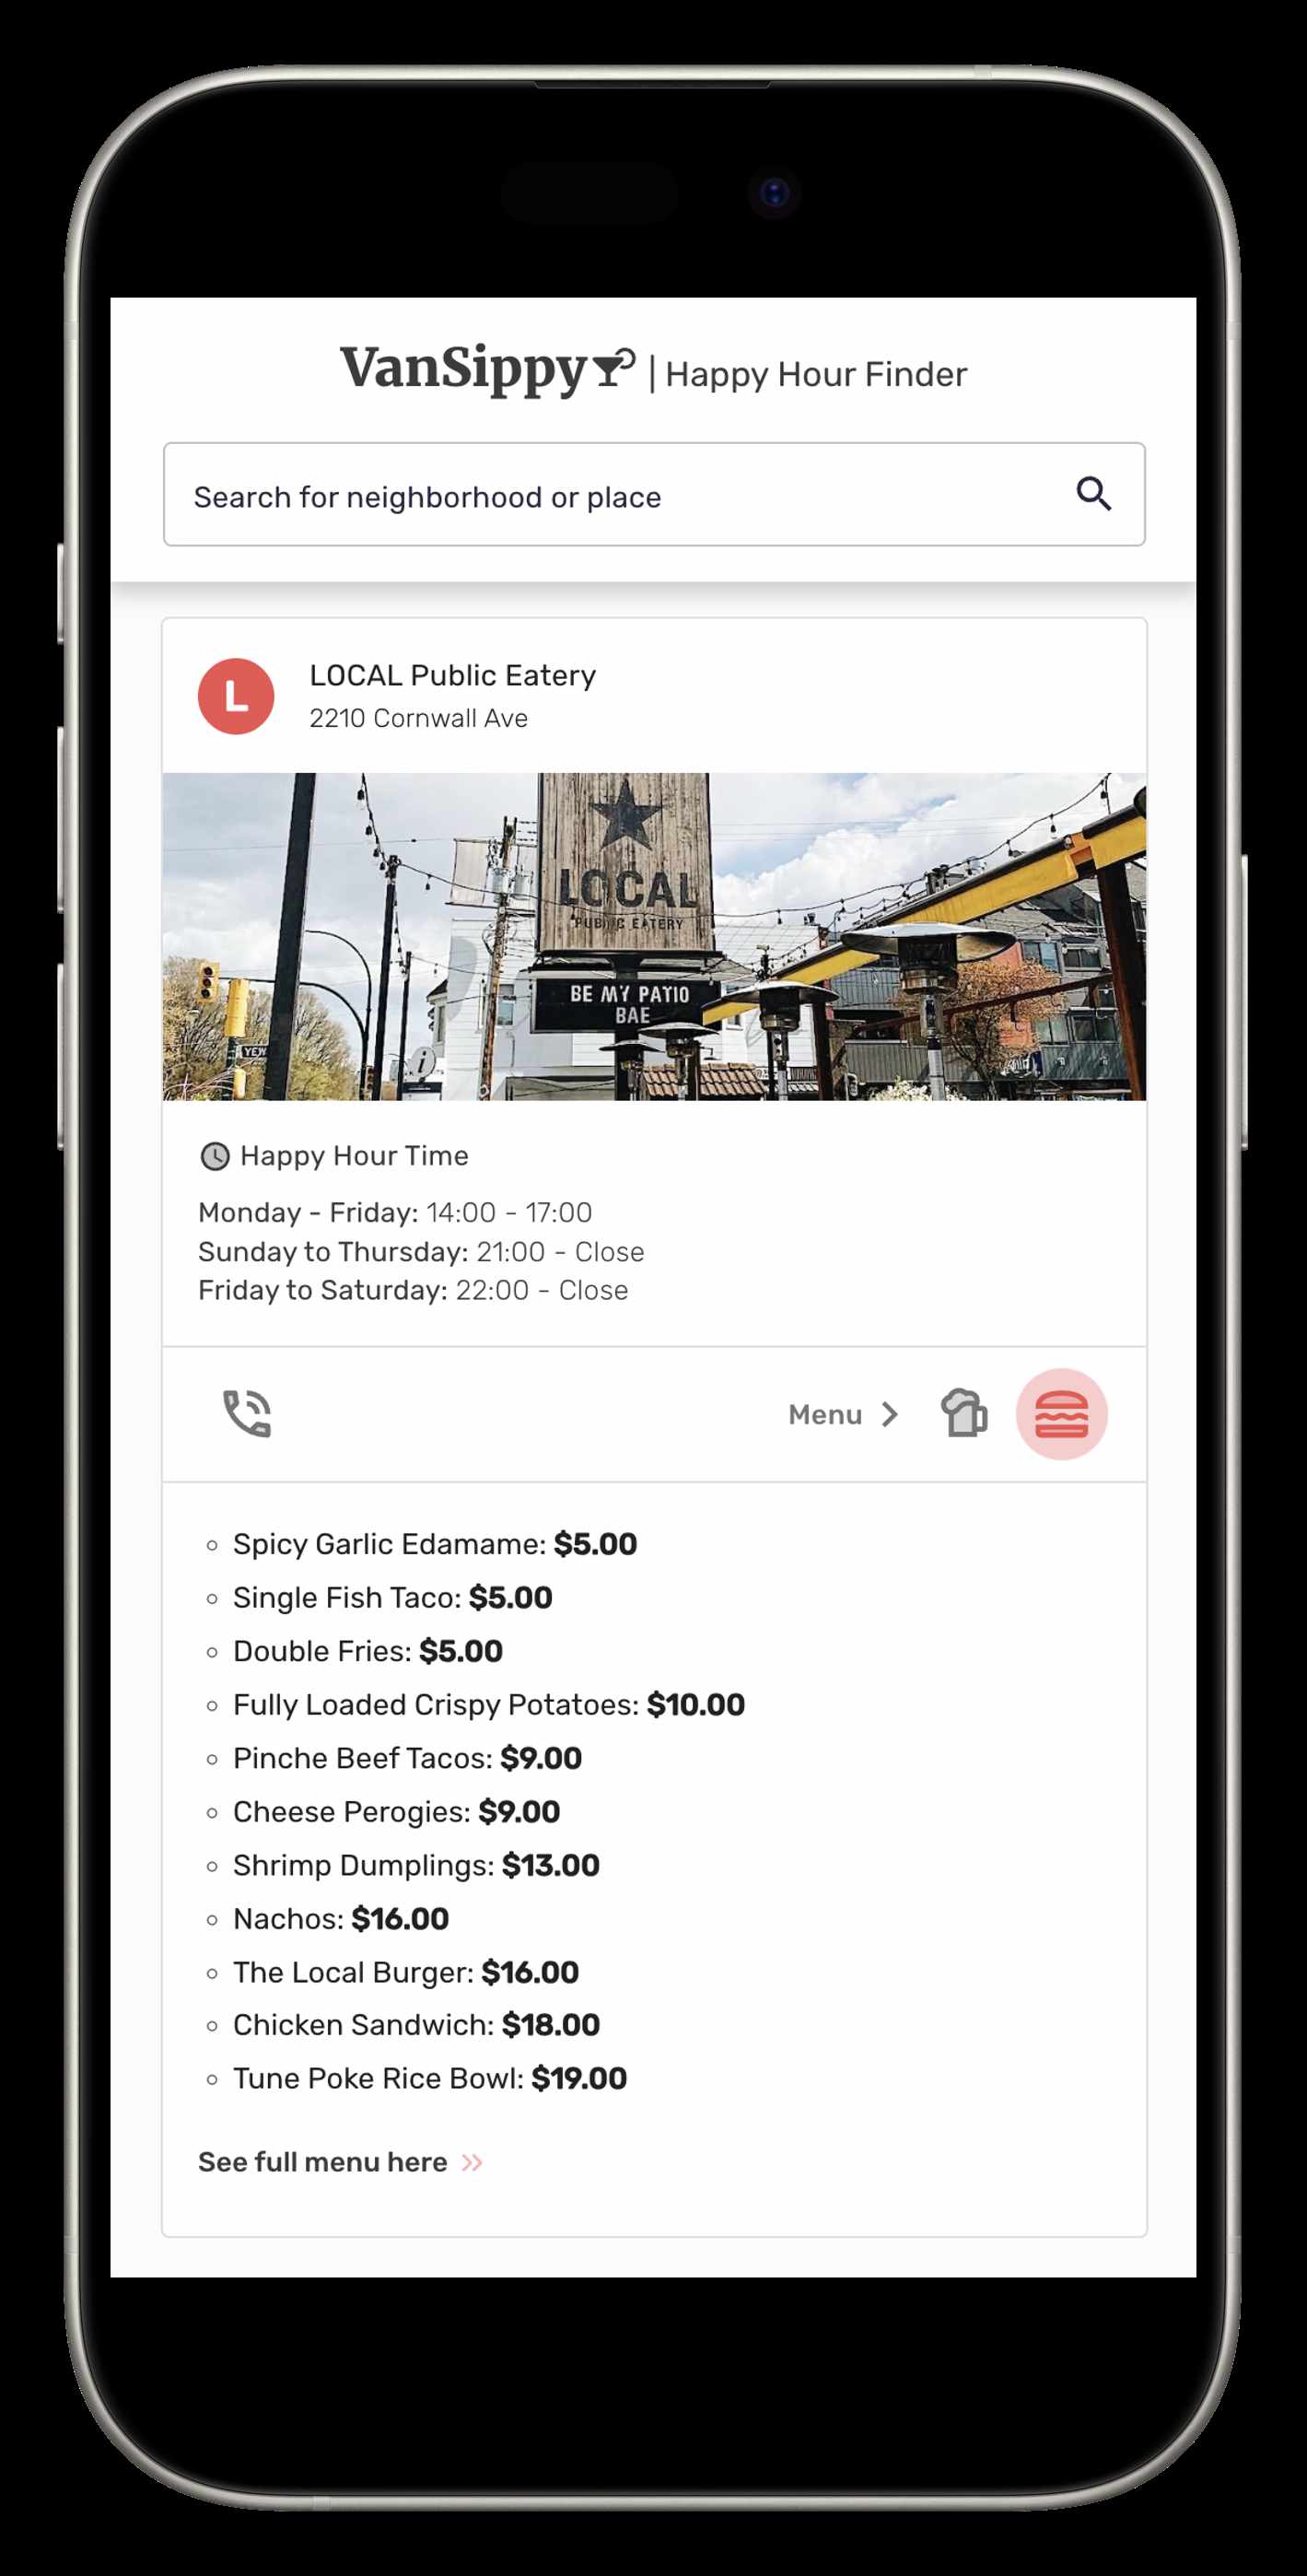 VanSippy | Happy Hour Finder
Search for neighborhood or place
L
LOCAL Public Eatery
2210 Cornwall Ave
LOCAL
PUBLIC EATERY
BE MY PATIO
BAE
YEW
i
Happy Hour Time
Monday - Friday: 14:00 - 17:00
Sunday to Thursday: 21:00 - Close
Friday to Saturday: 22:00 - Close
Menu
Spicy Garlic Edamame: $5.00
Single Fish Taco: $5.00
Double Fries: $5.00
Fully Loaded Crispy Potatoes: $10.00
Pinche Beef Tacos: $9.00
Cheese Perogies: $9.00
Shrimp Dumplings: $13.00
Nachos: $16.00
The Local Burger: $16.00
Chicken Sandwich: $18.00
Tune Poke Rice Bowl: $19.00
See full menu here »